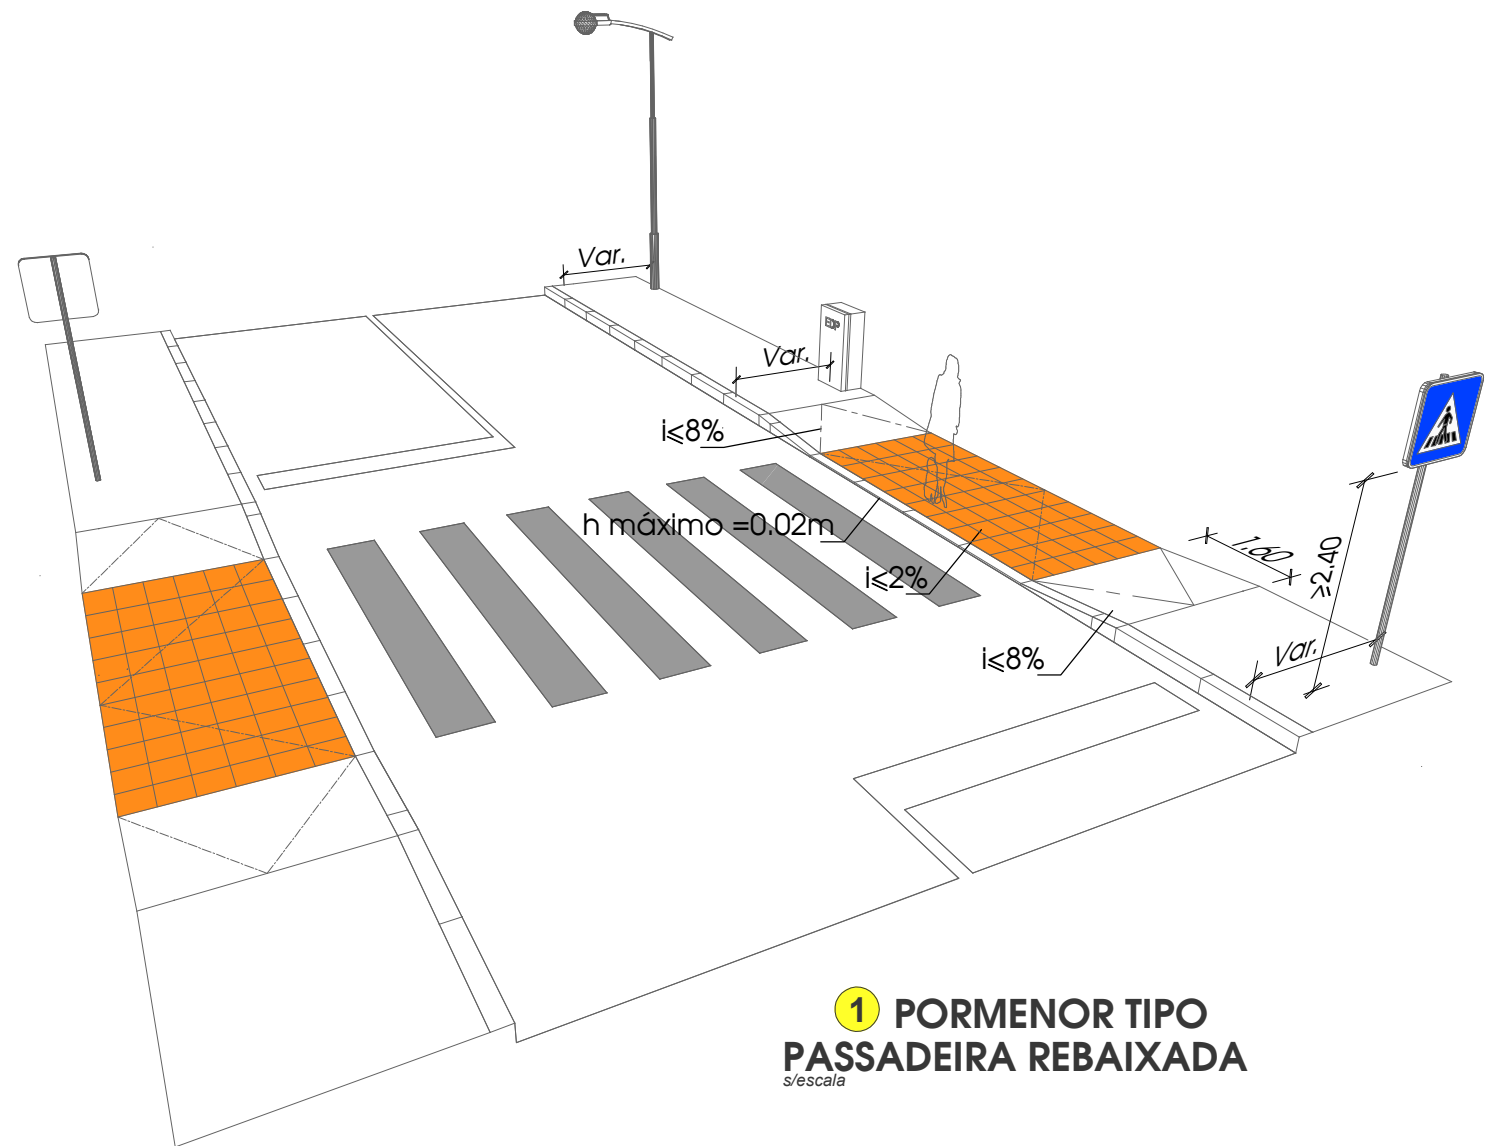 Var.
EDP
Var.
i≤8%
h máximo =0.02m
i≤2%
1.60
≥2.40
i≤8%
Var.
1 PORMENOR TIPO
PASSADEIRA REBAIXADA
s/escala